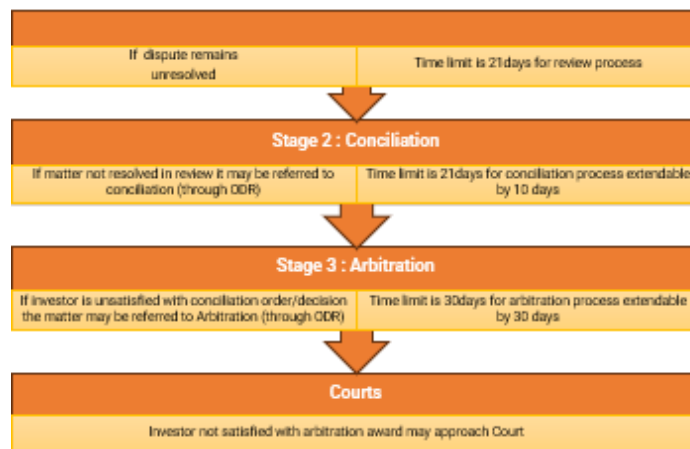 If dispute remains
unresolved
Time limit is 21days for review process
Stage 2 : Conciliation
If matter not resolved in review it may be referred to
conciliation (through ODR)
Time limit is 21days for conciliation process extendable
by 10 days
Stage 3 : Arbitration
If investor is unsatisfied with conciliation order/decision
the matter may be referred to Arbitration (through ODR)
Time limit is 30days for arbitration process extendable
by 30 days
Courts
Investor not satisfied with arbitration award may approach Court